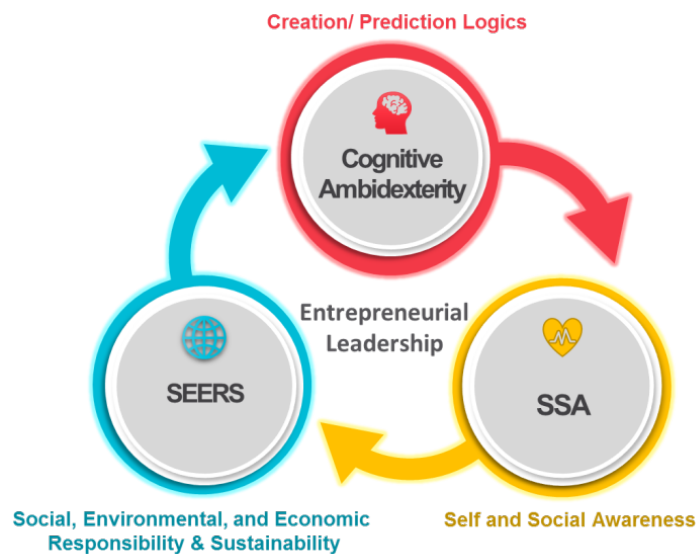 Creation/ Prediction Logics
Cognitive
Ambidexterity
Entrepreneurial
Leadership
SEERS
SSA
Social, Environmental, and Economic
Responsibility & Sustainability
Self and Social Awareness